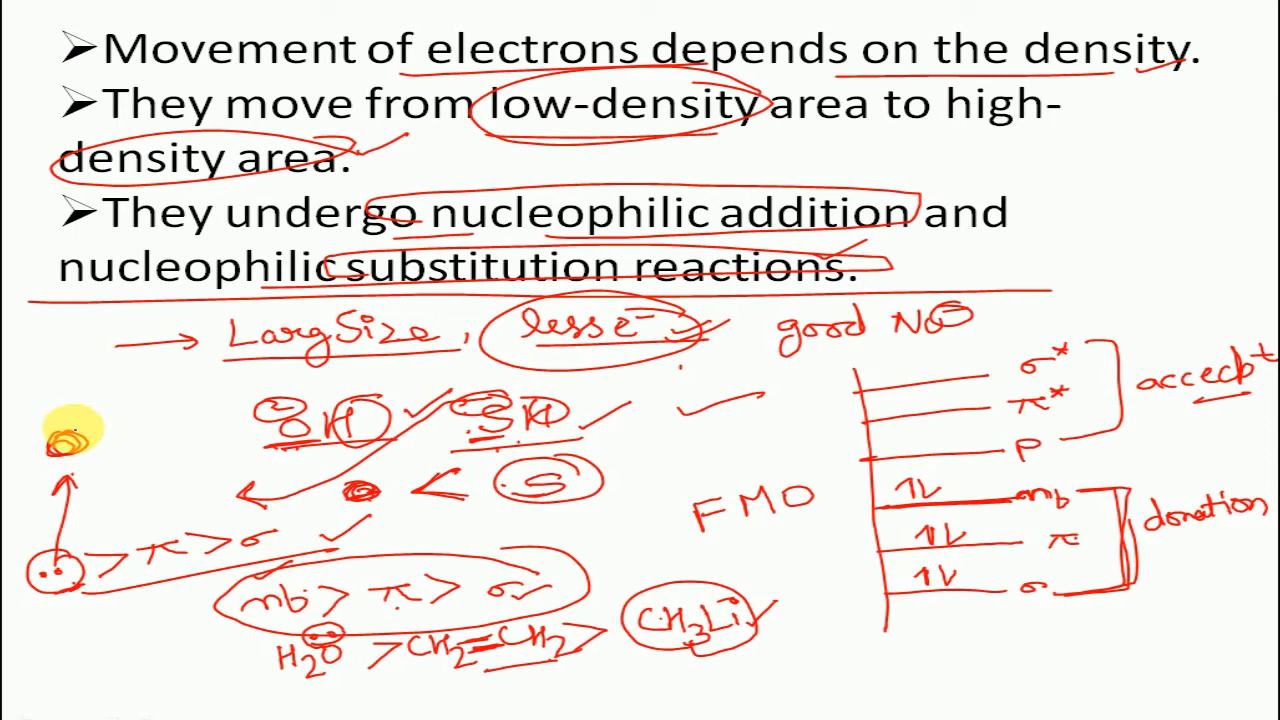 ➢Movement of electrons depends on the density.
➢They move from low-density area to high-
density area.
➢They undergo nucleophilic addition and
nucleophilic substitution reactions.
→ Larg Size, less e⁻ good Nu⊖
σ*
π*
accecpt
p
OH SH
< S
FMO
nb
donation
π
σ
> π > σ
nb > π > σ
H₂O > CH₂=CH₂ > CH₃Li